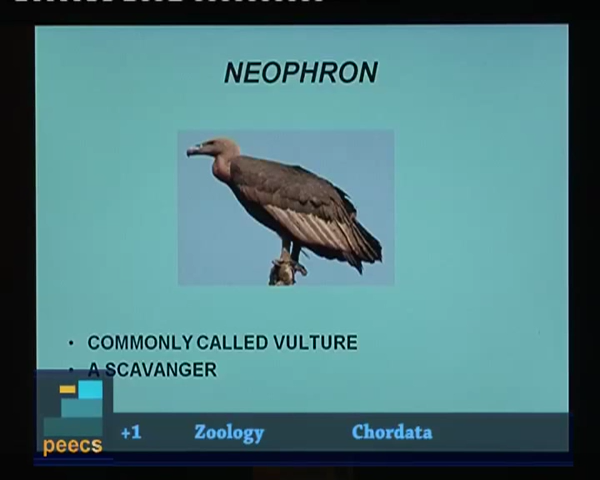 NEOPHRON
• COMMONLY CALLED VULTURE
• A SCAVANGER
peecs
+1 Zoology Chordata